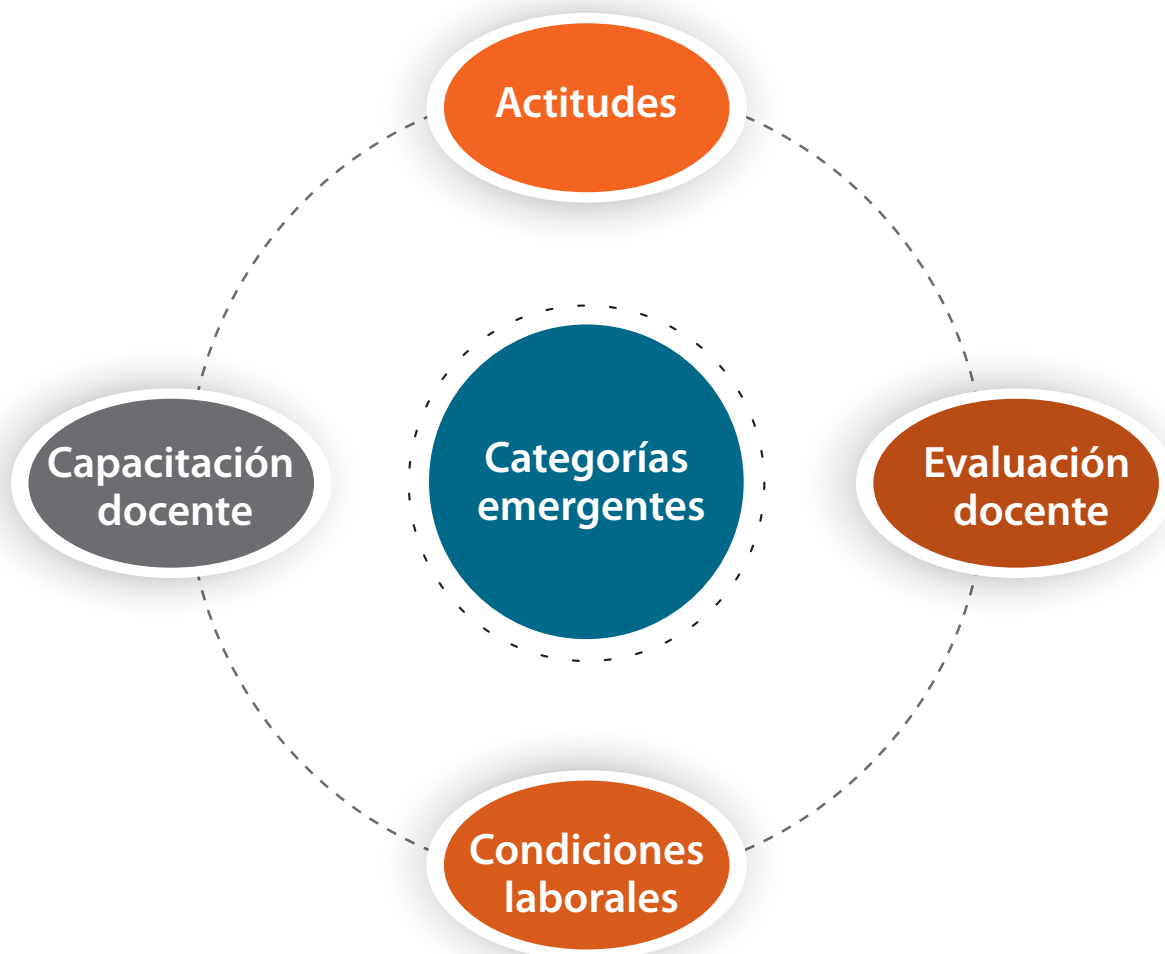 Actitudes
Capacitación
docente
Categorías
emergentes
Evaluación
docente
Condiciones
laborales